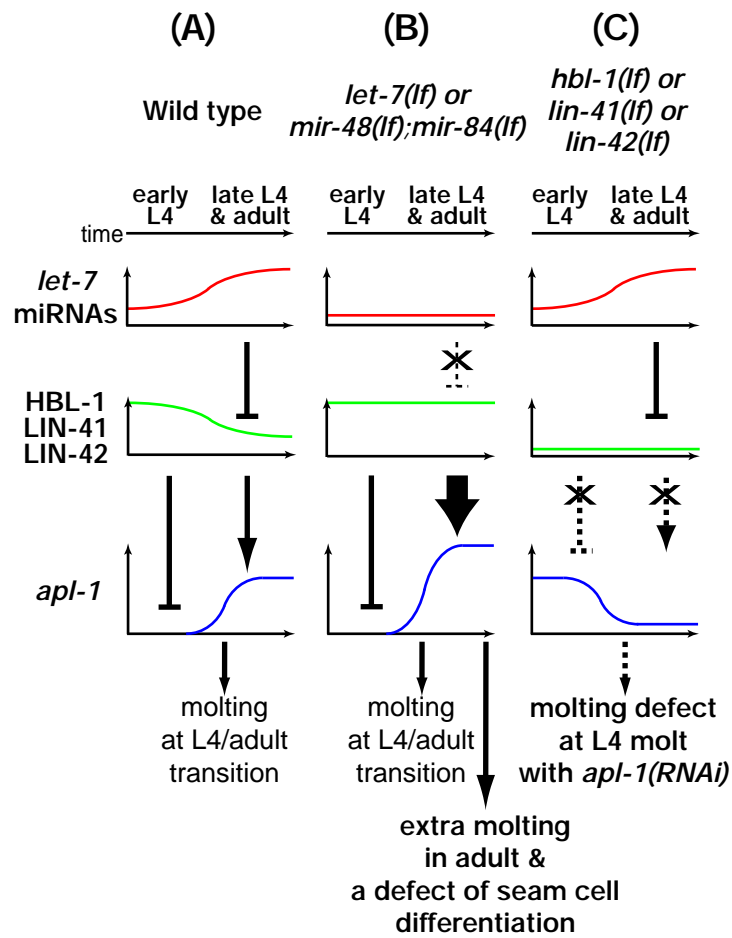 (A)
(B)
(C)
Wild type
let-7(lf) or
mir-48(lf);mir-84(lf)
hbl-1(lf) or
lin-41(lf) or
lin-42(lf)
early
L4
late L4
& adult
early
L4
late L4
& adult
early
L4
late L4
& adult
time
let-7
miRNAs
HBL-1
LIN-41
LIN-42
apl-1
molting
at L4/adult
transition
molting
at L4/adult
transition
molting defect
at L4 molt
with apl-1(RNAi)
extra molting
in adult &
a defect of seam cell
differentiation